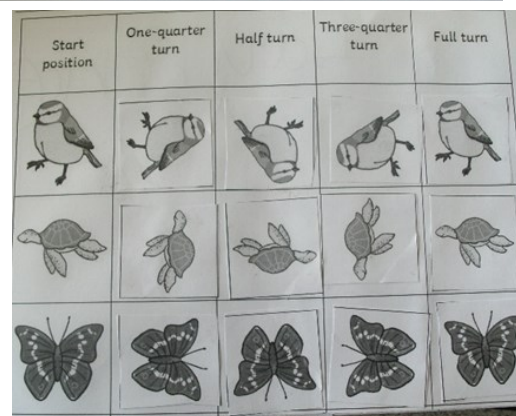 Start
position
One-quarter
turn
Half turn
Three-quarter
turn
Full turn